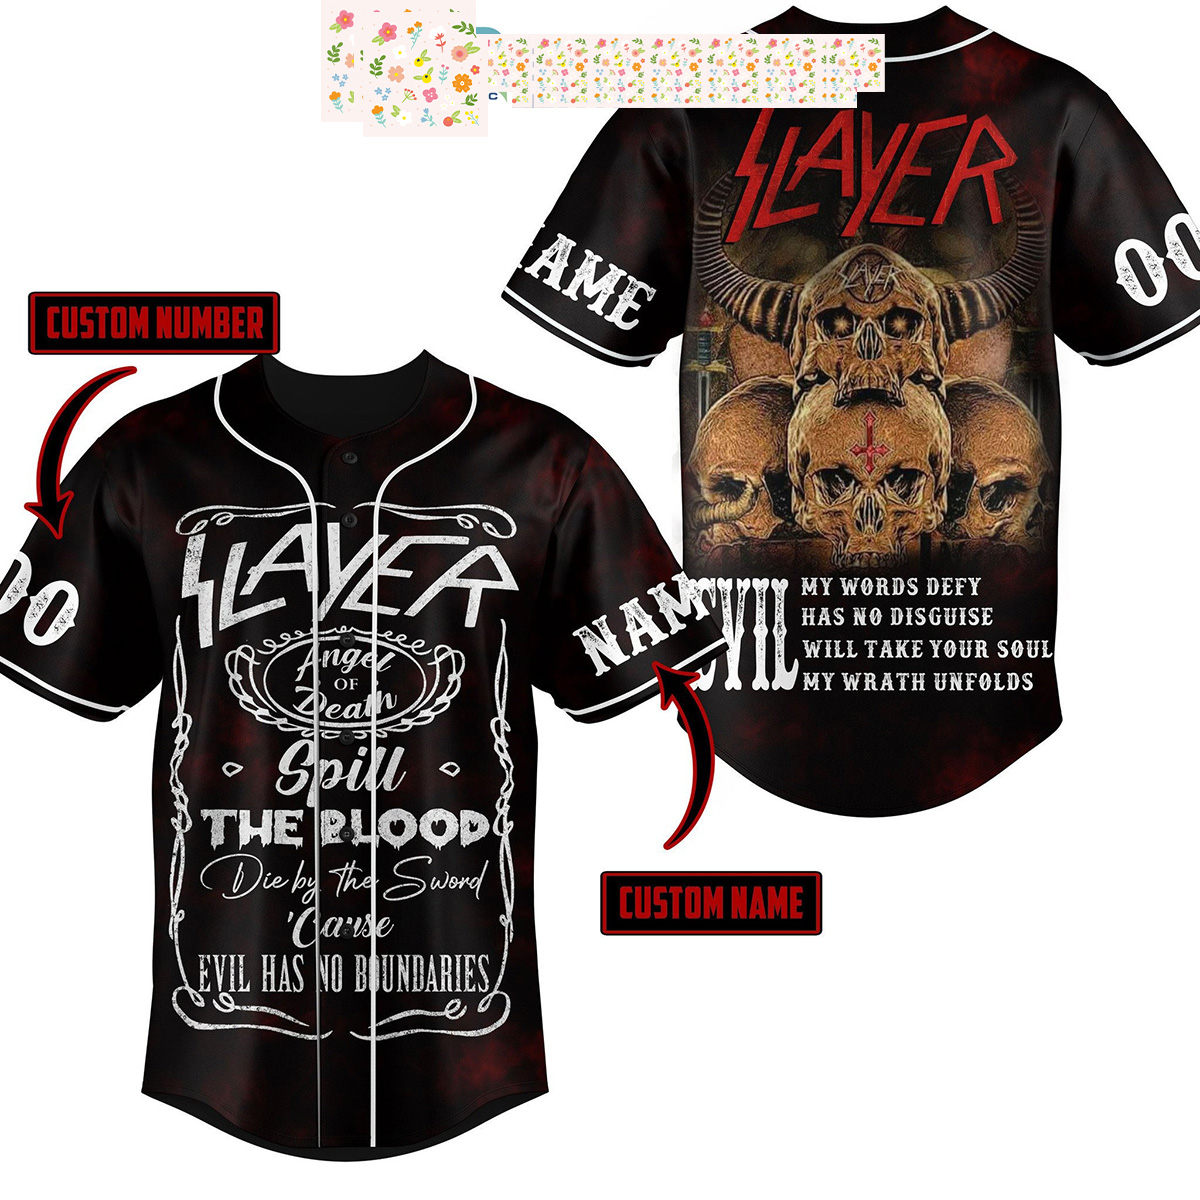 SLAYER
SLAYER
NAME
00
EVIL
MY WORDS DEFY
HAS NO DISGUISE
WILL TAKE YOUR SOUL
MY WRATH UNFOLDS
CUSTOM NUMBER
00
SLAYER
Angel
OF
Death
Spill
THE BLOOD
Die by the Sword
'Cause
EVIL HAS NO BOUNDARIES
NAME
CUSTOM NAME